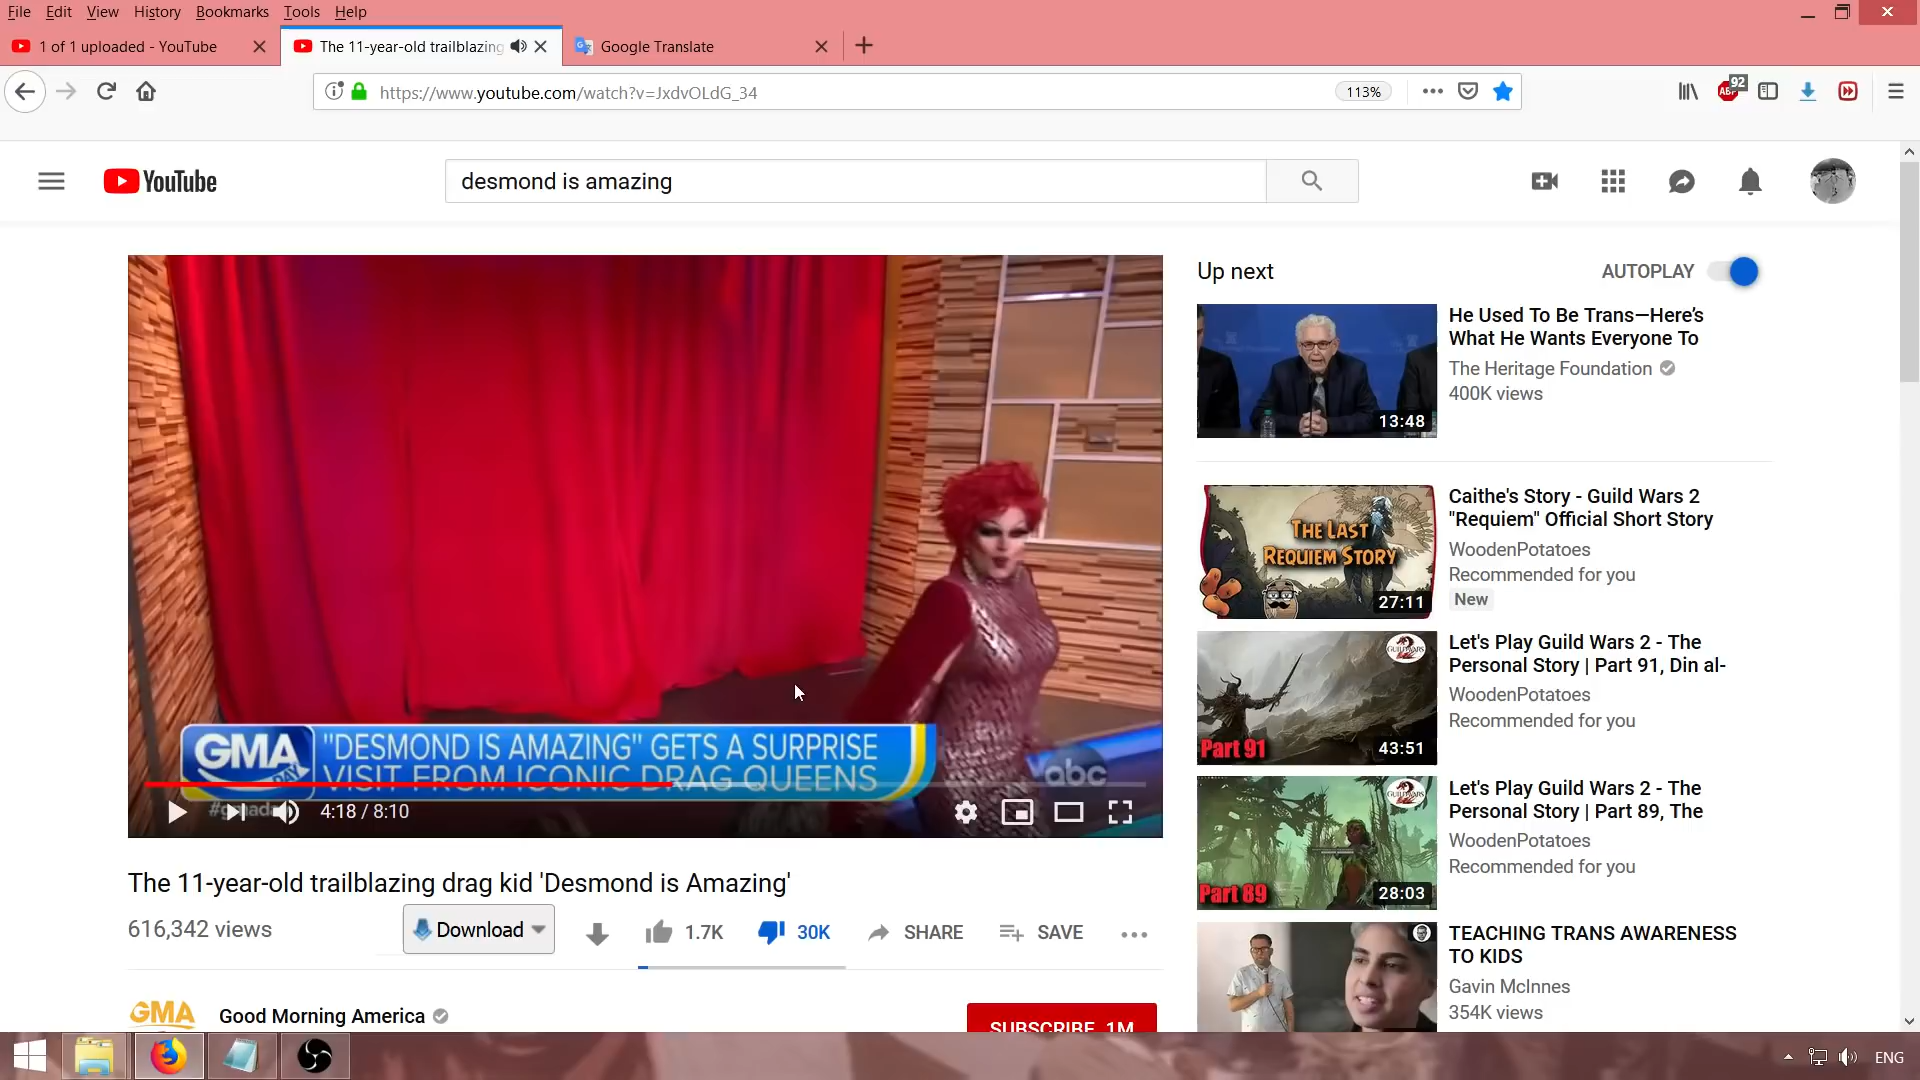 File Edit View History Bookmarks Tools Help
1 of 1 uploaded - YouTube
The 11-year-old trailblazing
Google Translate
https://www.youtube.com/watch?v=JxdvOLdG_34
113%
ABP
92
YouTube
desmond is amazing
Up next
AUTOPLAY
He Used To Be Trans—Here's
What He Wants Everyone To
The Heritage Foundation
400K views
13:48
THE LAST
REQUIEM STORY
27:11
Caithe's Story - Guild Wars 2
"Requiem" Official Short Story
WoodenPotatoes
Recommended for you
New
GUILD WARS
Part 91
43:51
Let's Play Guild Wars 2 - The
Personal Story | Part 91, Din al-
WoodenPotatoes
Recommended for you
GUILD WARS
Part 89
28:03
Let's Play Guild Wars 2 - The
Personal Story | Part 89, The
WoodenPotatoes
Recommended for you
TEACHING TRANS AWARENESS
TO KIDS
Gavin McInnes
354K views
GMA
DAY
"DESMOND IS AMAZING" GETS A SURPRISE
VISIT FROM ICONIC DRAG QUEENS
abc
4:18 / 8:10
The 11-year-old trailblazing drag kid 'Desmond is Amazing'
616,342 views
Download
1.7K
30K
SHARE
SAVE
GMA
Good Morning America
SUBSCRIBE 1M
ENG